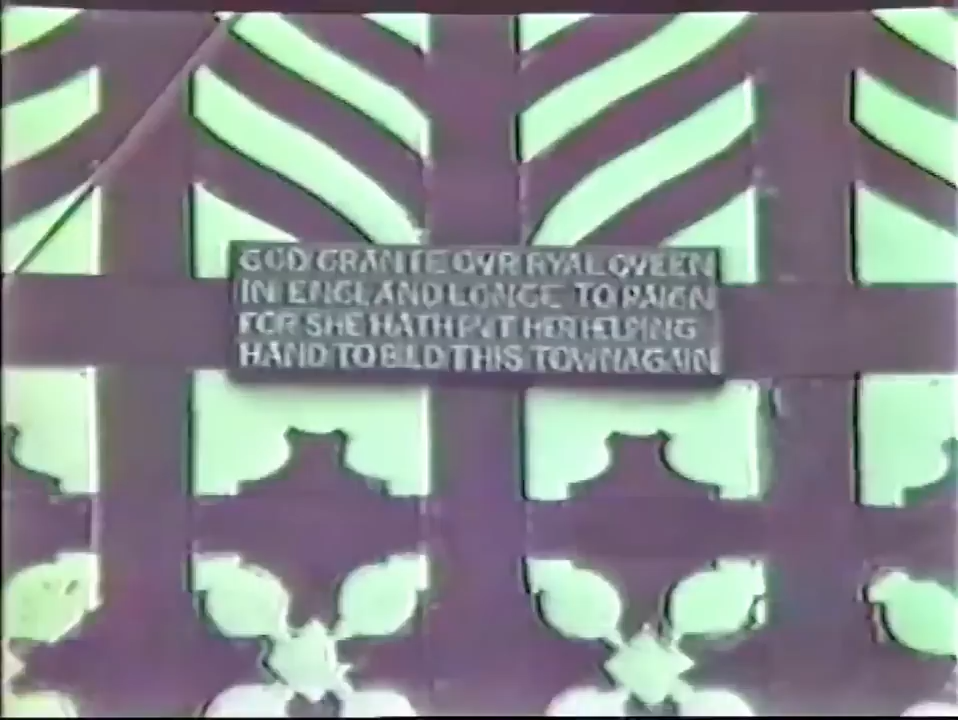 GOD GRANTE OVR RYAL QVEEN
IN ENGLAND LONGE TO RAIGN
FOR SHE HATH PVT HER HELPING
HAND TO BILD THIS TOWN AGAIN